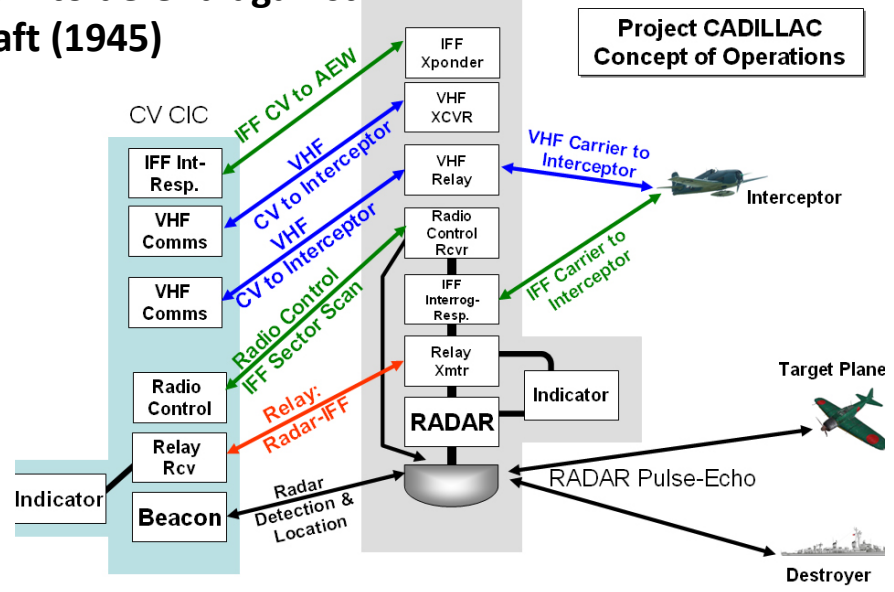 aft (1945)
Project CADILLAC
Concept of Operations
CV CIC
IFF Int-
Resp.
VHF
Comms
VHF
Comms
Radio
Control
Relay
Rcv
Indicator
Beacon
IFF CV to AEW
VHF
CV to Interceptor
VHF
CV to Interceptor
Radio Control
IFF Sector Scan
Relay:
Radar-IFF
Radar
Detection &
Location
IFF
Xponder
VHF
XCVR
VHF
Relay
Radio
Control
Rcvr
IFF
Interrog-
Resp.
Relay
Xmtr
RADAR
Indicator
VHF Carrier to
Interceptor
Interceptor
IFF Carrier to
Interceptor
RADAR Pulse-Echo
Target Plane
Destroyer